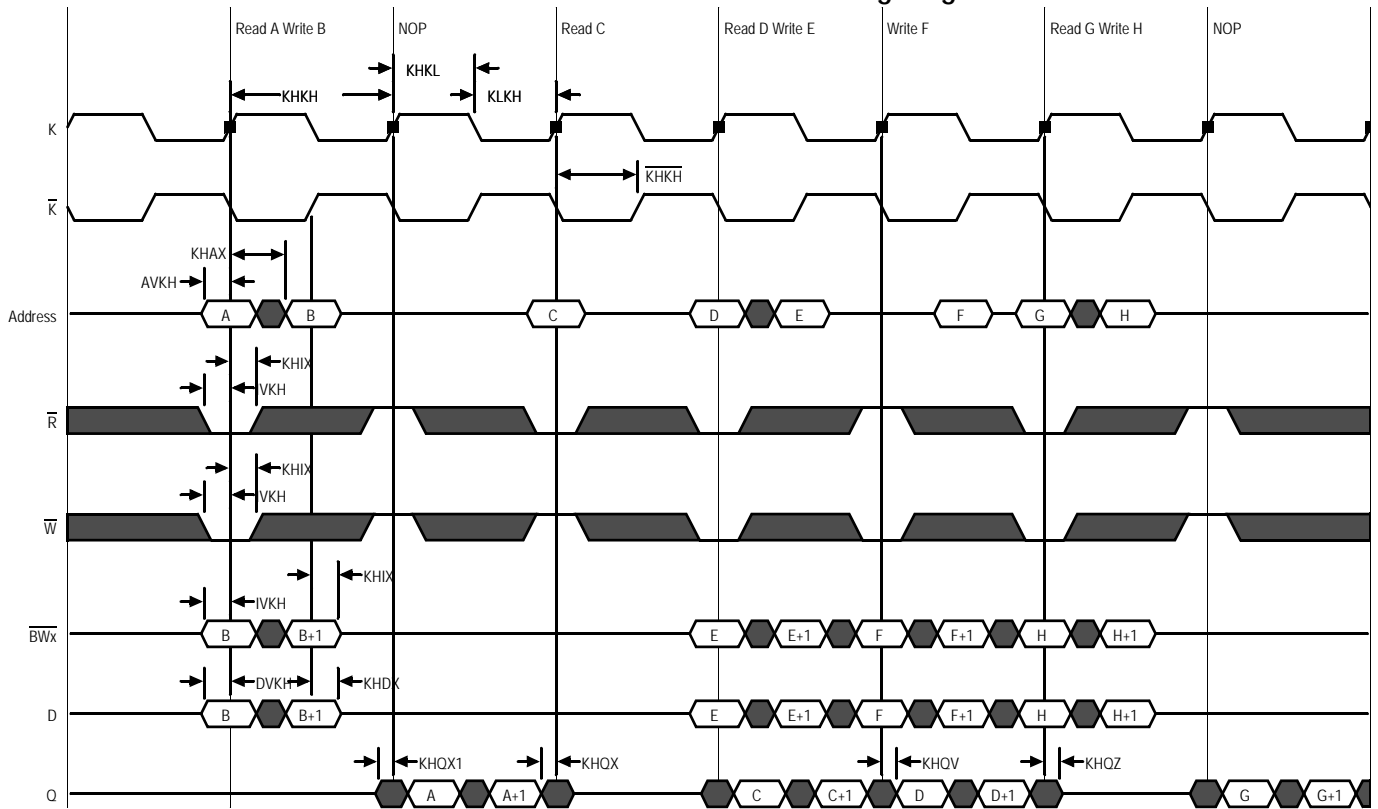 Read A Write B NOP Read C Read D Write E Write F Read G Write H NOP
KHKL
KHKH KLKH
K
KHKH
K
KHAX
AVKH
Address A B C D E F G H
KHIX
IVKH
R
KHIX
IVKH
W
KHIX
IVKH
BWx B B+1 E E+1 F F+1 H H+1
DVKH KHDX
D B B+1 E E+1 F F+1 H H+1
KHQX1 KHQX KHQV KHQZ
Q A A+1 C C+1 D D+1 G G+1